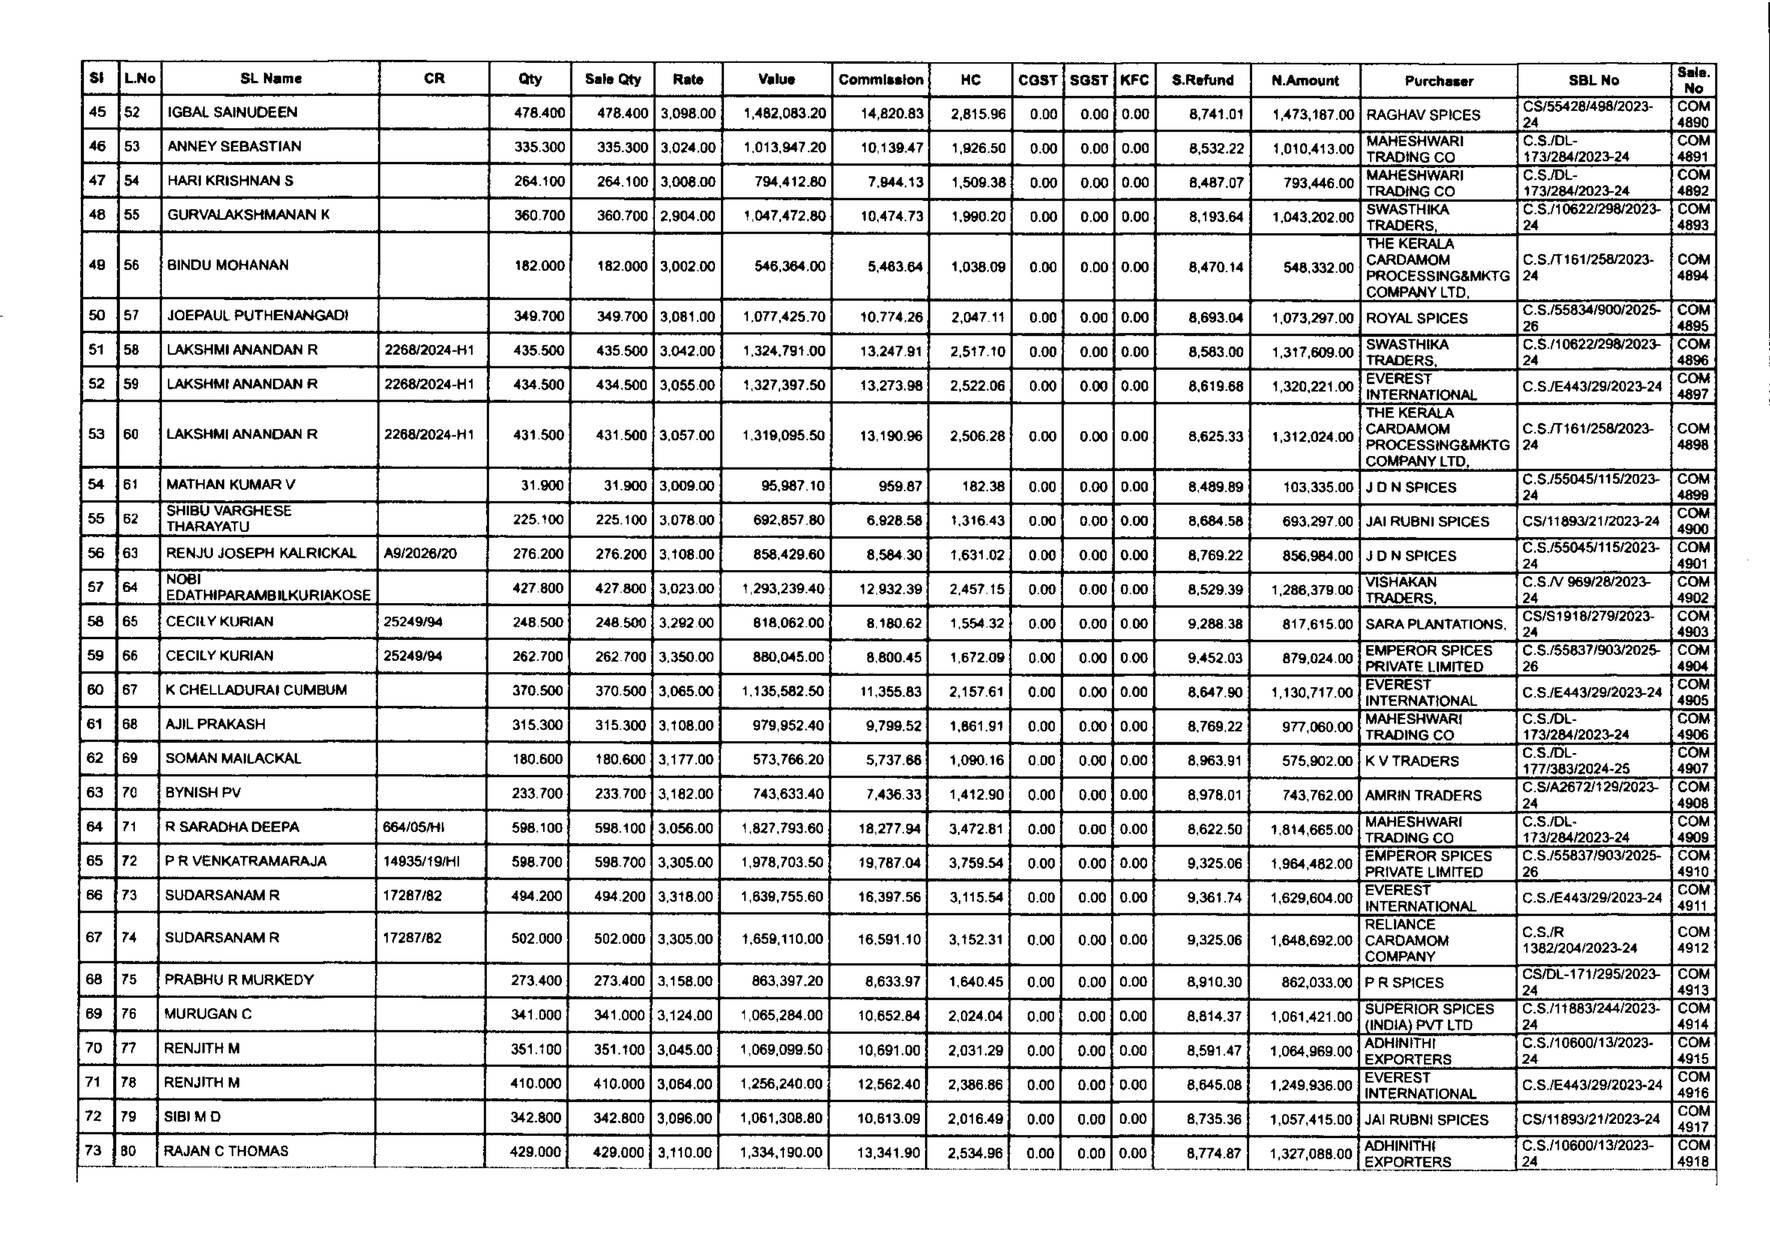 Sl L.No SL Name CR Qty Sale Qty Rate Value Commission HC CGST SGST KFC S.Refund N.Amount Purchaser SBL No Sale. No
45 52 IGBAL SAINUDEEN 478.400 478.400 3,098.00 1,482,083.20 14,820.83 2,815.96 0.00 0.00 0.00 8,741.01 1,473,187.00 RAGHAV SPICES CS/55428/498/2023-24 COM 4890
46 53 ANNEY SEBASTIAN 335.300 335.300 3,024.00 1,013,947.20 10,139.47 1,926.50 0.00 0.00 0.00 8,532.22 1,010,413.00 MAHESHWARI TRADING CO C.S./DL-173/284/2023-24 COM 4891
47 54 HARI KRISHNAN S 264.100 264.100 3,008.00 794,412.80 7,944.13 1,509.38 0.00 0.00 0.00 8,487.07 793,446.00 MAHESHWARI TRADING CO C.S./DL-173/284/2023-24 COM 4892
48 55 GURVALAKSHMANAN K 360.700 360.700 2,904.00 1,047,472.80 10,474.73 1,990.20 0.00 0.00 0.00 8,193.64 1,043,202.00 SWASTHIKA TRADERS, C.S./10622/298/2023-24 COM 4893
49 56 BINDU MOHANAN 182.000 182.000 3,002.00 546,364.00 5,463.64 1,038.09 0.00 0.00 0.00 8,470.14 548,332.00 THE KERALA CARDAMOM PROCESSING&MKTG COMPANY LTD, C.S./T161/258/2023-24 COM 4894
50 57 JOEPAUL PUTHENANGADI 349.700 349.700 3,081.00 1,077,425.70 10,774.26 2,047.11 0.00 0.00 0.00 8,693.04 1,073,297.00 ROYAL SPICES C.S./55834/900/2025-26 COM 4895
51 58 LAKSHMI ANANDAN R 2268/2024-H1 435.500 435.500 3,042.00 1,324,791.00 13,247.91 2,517.10 0.00 0.00 0.00 8,583.00 1,317,609.00 SWASTHIKA TRADERS, C.S./10622/298/2023-24 COM 4896
52 59 LAKSHMI ANANDAN R 2268/2024-H1 434.500 434.500 3,055.00 1,327,397.50 13,273.98 2,522.06 0.00 0.00 0.00 8,619.68 1,320,221.00 EVEREST INTERNATIONAL C.S./E443/29/2023-24 COM 4897
53 60 LAKSHMI ANANDAN R 2268/2024-H1 431.500 431.500 3,057.00 1,319,095.50 13,190.96 2,506.28 0.00 0.00 0.00 8,625.33 1,312,024.00 THE KERALA CARDAMOM PROCESSING&MKTG COMPANY LTD, C.S./T161/258/2023-24 COM 4898
54 61 MATHAN KUMAR V 31.900 31.900 3,009.00 95,987.10 959.87 182.38 0.00 0.00 0.00 8,489.89 103,335.00 J D N SPICES C.S./55045/115/2023-24 COM 4899
55 62 SHIBU VARGHESE THARAYATU 225.100 225.100 3,078.00 692,857.80 6,928.58 1,316.43 0.00 0.00 0.00 8,684.58 693,297.00 JAI RUBNI SPICES CS/11893/21/2023-24 COM 4900
56 63 RENJU JOSEPH KALRICKAL A9/2026/20 276.200 276.200 3,108.00 858,429.60 8,584.30 1,631.02 0.00 0.00 0.00 8,769.22 856,984.00 J D N SPICES C.S./55045/115/2023-24 COM 4901
57 64 NOBI EDATHIPARAMBILKURIAKOSE 427.800 427.800 3,023.00 1,293,239.40 12,932.39 2,457.15 0.00 0.00 0.00 8,529.39 1,286,379.00 VISHAKAN TRADERS, C.S./V 969/28/2023-24 COM 4902
58 65 CECILY KURIAN 25249/94 248.500 248.500 3,292.00 818,062.00 8,180.62 1,554.32 0.00 0.00 0.00 9,288.38 817,615.00 SARA PLANTATIONS, CS/S1918/279/2023-24 COM 4903
59 66 CECILY KURIAN 25249/94 262.700 262.700 3,350.00 880,045.00 8,800.45 1,672.09 0.00 0.00 0.00 9,452.03 879,024.00 EMPEROR SPICES PRIVATE LIMITED C.S./55837/903/2025-26 COM 4904
60 67 K CHELLADURAI CUMBUM 370.500 370.500 3,065.00 1,135,582.50 11,355.83 2,157.61 0.00 0.00 0.00 8,647.90 1,130,717.00 EVEREST INTERNATIONAL C.S./E443/29/2023-24 COM 4905
61 68 AJIL PRAKASH 315.300 315.300 3,108.00 979,952.40 9,799.52 1,861.91 0.00 0.00 0.00 8,769.22 977,060.00 MAHESHWARI TRADING CO C.S./DL-173/284/2023-24 COM 4906
62 69 SOMAN MAILACKAL 180.600 180.600 3,177.00 573,766.20 5,737.66 1,090.16 0.00 0.00 0.00 8,963.91 575,902.00 K V TRADERS C.S./DL-177/383/2024-25 COM 4907
63 70 BYNISH PV 233.700 233.700 3,182.00 743,633.40 7,436.33 1,412.90 0.00 0.00 0.00 8,978.01 743,762.00 AMRIN TRADERS C.S/A2672/129/2023-24 COM 4908
64 71 R SARADHA DEEPA 664/05/HI 598.100 598.100 3,056.00 1,827,793.60 18,277.94 3,472.81 0.00 0.00 0.00 8,622.50 1,814,665.00 MAHESHWARI TRADING CO C.S./DL-173/284/2023-24 COM 4909
65 72 P R VENKATRAMARAJA 14935/19/HI 598.700 598.700 3,305.00 1,978,703.50 19,787.04 3,759.54 0.00 0.00 0.00 9,325.06 1,964,482.00 EMPEROR SPICES PRIVATE LIMITED C.S./55837/903/2025-26 COM 4910
66 73 SUDARSANAM R 17287/82 494.200 494.200 3,318.00 1,639,755.60 16,397.56 3,115.54 0.00 0.00 0.00 9,361.74 1,629,604.00 EVEREST INTERNATIONAL C.S./E443/29/2023-24 COM 4911
67 74 SUDARSANAM R 17287/82 502.000 502.000 3,305.00 1,659,110.00 16,591.10 3,152.31 0.00 0.00 0.00 9,325.06 1,648,692.00 RELIANCE CARDAMOM COMPANY C.S./R 1382/204/2023-24 COM 4912
68 75 PRABHU R MURKEDY 273.400 273.400 3,158.00 863,397.20 8,633.97 1,640.45 0.00 0.00 0.00 8,910.30 862,033.00 P R SPICES CS/DL-171/295/2023-24 COM 4913
69 76 MURUGAN C 341.000 341.000 3,124.00 1,065,284.00 10,652.84 2,024.04 0.00 0.00 0.00 8,814.37 1,061,421.00 SUPERIOR SPICES (INDIA) PVT LTD C.S./11883/244/2023-24 COM 4914
70 77 RENJITH M 351.100 351.100 3,045.00 1,069,099.50 10,691.00 2,031.29 0.00 0.00 0.00 8,591.47 1,064,969.00 ADHINITHI EXPORTERS C.S./10600/13/2023-24 COM 4915
71 78 RENJITH M 410.000 410.000 3,064.00 1,256,240.00 12,562.40 2,386.86 0.00 0.00 0.00 8,645.08 1,249,936.00 EVEREST INTERNATIONAL C.S./E443/29/2023-24 COM 4916
72 79 SIBI M D 342.800 342.800 3,096.00 1,061,308.80 10,613.09 2,016.49 0.00 0.00 0.00 8,735.36 1,057,415.00 JAI RUBNI SPICES CS/11893/21/2023-24 COM 4917
73 80 RAJAN C THOMAS 429.000 429.000 3,110.00 1,334,190.00 13,341.90 2,534.96 0.00 0.00 0.00 8,774.87 1,327,088.00 ADHINITHI EXPORTERS C.S./10600/13/2023-24 COM 4918